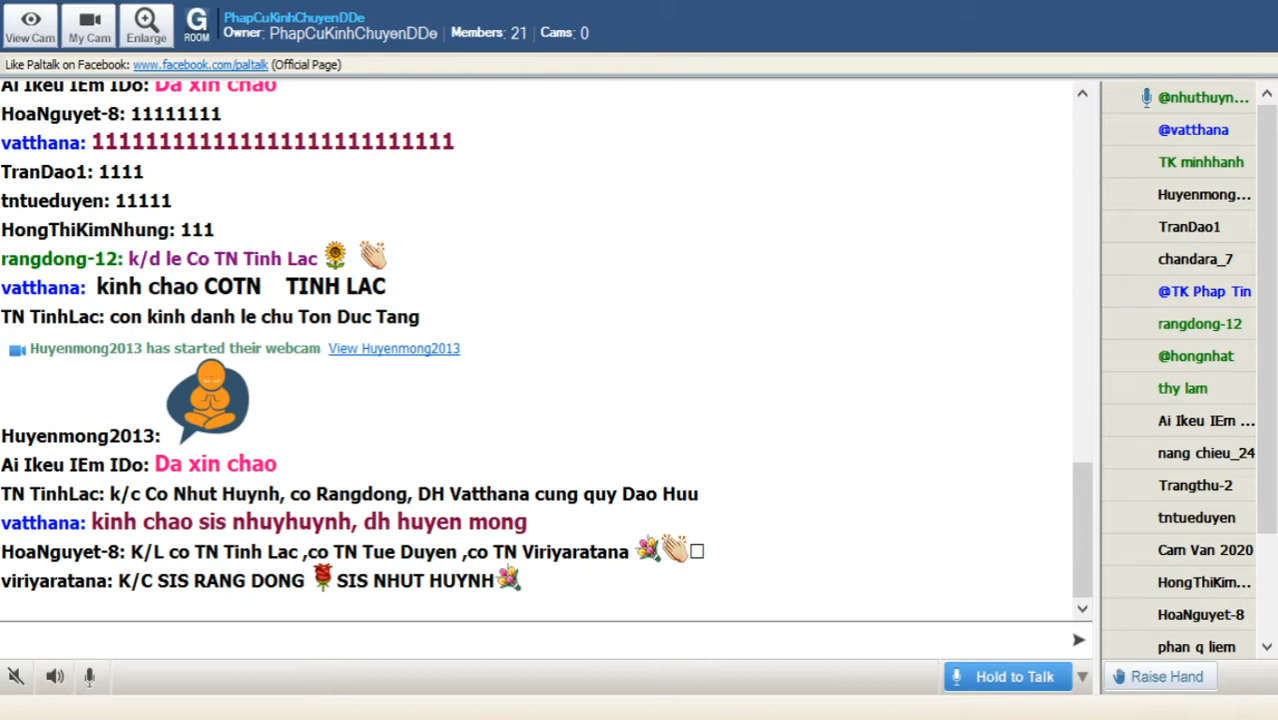 PhapCuKinhChuyenDDe
Owner: PhapCuKinhChuyenDDe Members: 21 Cams: 0
View Cam My Cam Enlarge G ROOM
Like Paltalk on Facebook: www.facebook.com/paltalk (Official Page)
Ai Ikeu IEm IDo: Da xin chao
HoaNguyet-8: 11111111
vatthana: 111111111111111111111111111
TranDao1: 1111
tntueduyen: 11111
HongThiKimNhung: 111
rangdong-12: k/d le Co TN Tinh Lac
vatthana: kinh chao COTN TINH LAC
TN TinhLac: con kinh danh le chu Ton Duc Tang
Huyenmong2013 has started their webcam View Huyenmong2013
Huyenmong2013:
Ai Ikeu IEm IDo: Da xin chao
TN TinhLac: k/c Co Nhut Huynh, co Rangdong, DH Vatthana cung quy Dao Huu
vatthana: kinh chao sis nhuyhuynh, dh huyen mong
HoaNguyet-8: K/L co TN Tinh Lac ,co TN Tue Duyen ,co TN Viriyaratana
viriyaratana: K/C SIS RANG DONG SIS NHUT HUYNH
@nhuthuyn...
@vatthana
TK minhhanh
Huyenmong...
TranDao1
chandara_7
@TK Phap Tin
rangdong-12
@hongnhat
thy lam
Ai Ikeu IEm ...
nang chieu_24
Trangthu-2
tntueduyen
Cam Van 2020
HongThiKim...
HoaNguyet-8
phan q liem
Hold to Talk
Raise Hand